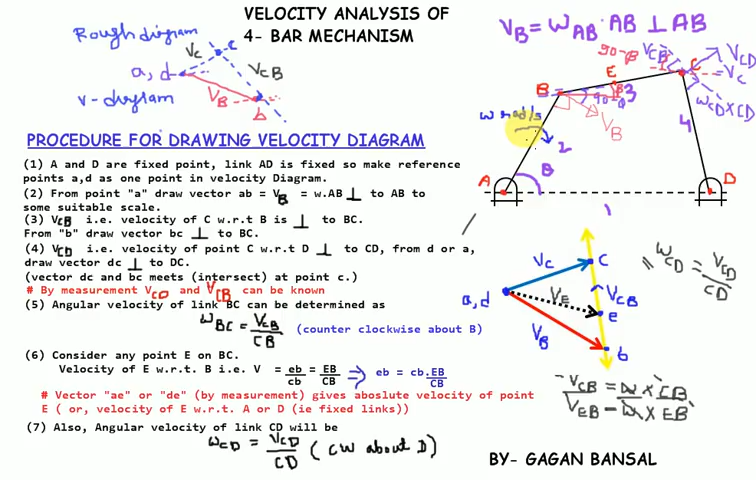 VELOCITY ANALYSIS OF
4- BAR MECHANISM
Rough diagram
V-diagram
a, d
Vc
c
VCB
VB
b
VB = WAB · AB ⊥ AB
90-β
VCB
VCD
Vc
WCD X CD
A
B
E
C
D
w rad/s
θ
VB
1
2
3
4
PROCEDURE FOR DRAWING VELOCITY DIAGRAM
(1) A and D are fixed point, link AD is fixed so make reference
points a,d as one point in velocity Diagram.
(2) From point "a" draw vector ab = VB = w.AB ⊥ to AB to
some suitable scale.
(3) VCB i.e. velocity of C w.r.t B is ⊥ to BC.
From "b" draw vector bc ⊥ to BC.
(4) VCD i.e. velocity of point C w.r.t D ⊥ to CD, from d or a,
draw vector dc ⊥ to DC.
(vector dc and bc meets (intersect) at point c.)
# By measurement VCD and VCB can be known
(5) Angular velocity of link BC can be determined as
WBC = VCB/CB (counter clockwise about B)
(6) Consider any point E on BC.
Velocity of E w.r.t. B i.e. V = eb/cb = EB/CB ⇒ eb = cb.EB/CB
# Vector "ae" or "de" (by measurement) gives aboslute velocity of point
E ( or, velocity of E w.r.t. A or D (ie fixed links))
(7) Also, Angular velocity of link CD will be
WCD = VCD/CD ( CW about D)
a,d
Vc
C
VE
e
VCB
VB
b
WCD = VCD/CD
VCB/VEB = W X CB/W X EB
BY- GAGAN BANSAL